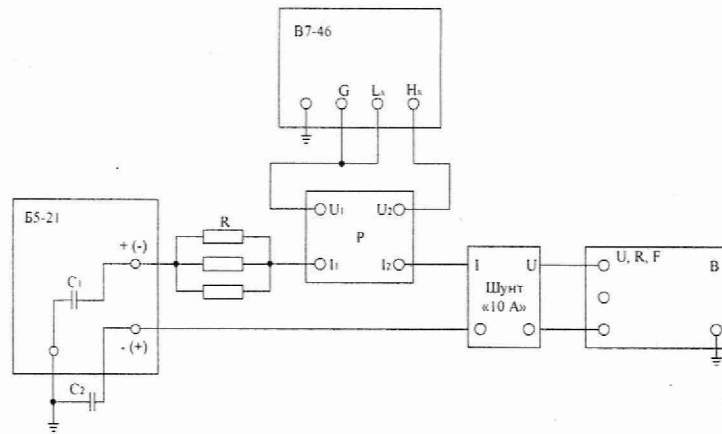 В7-46
G Lx Hx
Б5-21
U1 U2
R
P
+ (-)
I1 I2
I U
U, R, F B
C1
Шунт
«10 А»
- (+)
C2